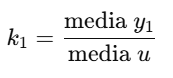 k₁ = media y₁ / media u